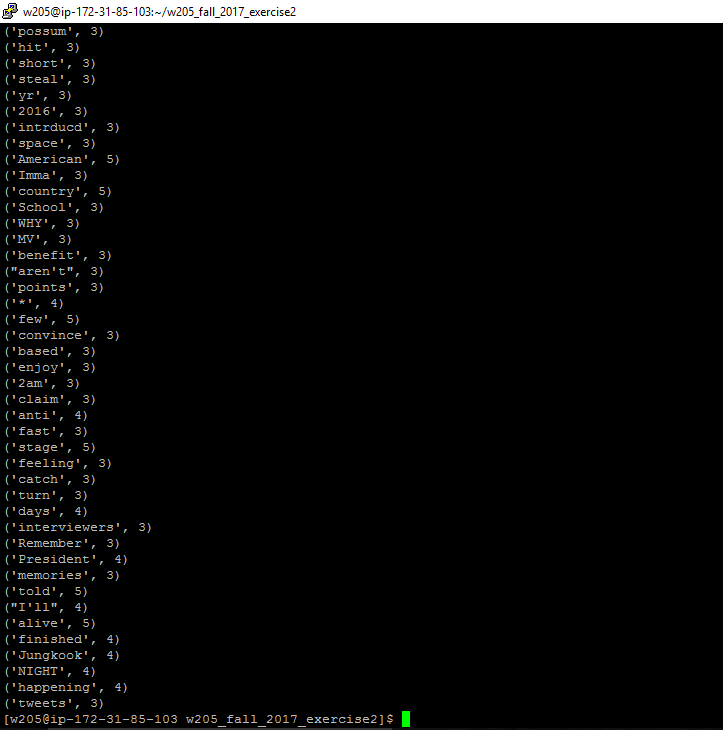 w205@ip-172-31-85-103:~/w205_fall_2017_exercise2
('possum', 3)
('hit', 3)
('short', 3)
('steal', 3)
('yr', 3)
('2016', 3)
('intrducd', 3)
('space', 3)
('American', 5)
('Imma', 3)
('country', 5)
('School', 3)
('WHY', 3)
('MV', 3)
('benefit', 3)
("aren't", 3)
('points', 3)
('*', 4)
('few', 5)
('convince', 3)
('based', 3)
('enjoy', 3)
('2am', 3)
('claim', 3)
('anti', 4)
('fast', 3)
('stage', 5)
('feeling', 3)
('catch', 3)
('turn', 3)
('days', 4)
('interviewers', 3)
('Remember', 3)
('President', 4)
('memories', 3)
('told', 5)
("I'll", 4)
('alive', 5)
('finished', 4)
('Jungkook', 4)
('NIGHT', 4)
('happening', 4)
('tweets', 3)
[w205@ip-172-31-85-103 w205_fall_2017_exercise2]$